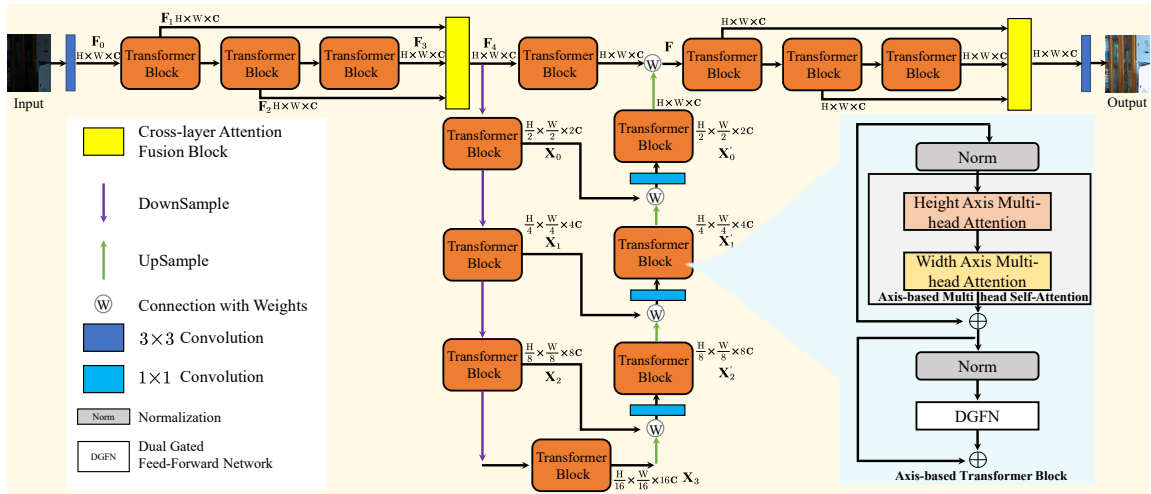 F₁ H×W×C
H×W×C
F₀
F₃
F₄
F
H×W×C
H×W×C
H×W×C
H×W×C
H×W×C
H×W×C
Transformer
Block
Transformer
Block
Transformer
Block
Transformer
Block
Transformer
Block
Transformer
Block
Transformer
Block
W
Input
Output
F₂ H×W×C
H×W×C
H×W×C
Cross-layer Attention
Fusion Block
DownSample
UpSample
W
Connection with Weights
3×3 Convolution
1×1 Convolution
Norm
Normalization
DGFN
Dual Gated
Feed-Forward Network
Transformer
Block
H/2 × W/2 × 2C
X₀
Transformer
Block
H/2 × W/2 × 2C
X₀′
W
Transformer
Block
H/4 × W/4 × 4C
X₁
Transformer
Block
H/4 × W/4 × 4C
X₁′
W
Transformer
Block
H/8 × W/8 × 8C
X₂
Transformer
Block
H/8 × W/8 × 8C
X₂′
W
Transformer
Block
H/16 × W/16 × 16C X₃
Norm
Height Axis Multi-
head Attention
Width Axis Multi-
head Attention
Axis-based Multi head Self-Attention
Norm
DGFN
Axis-based Transformer Block